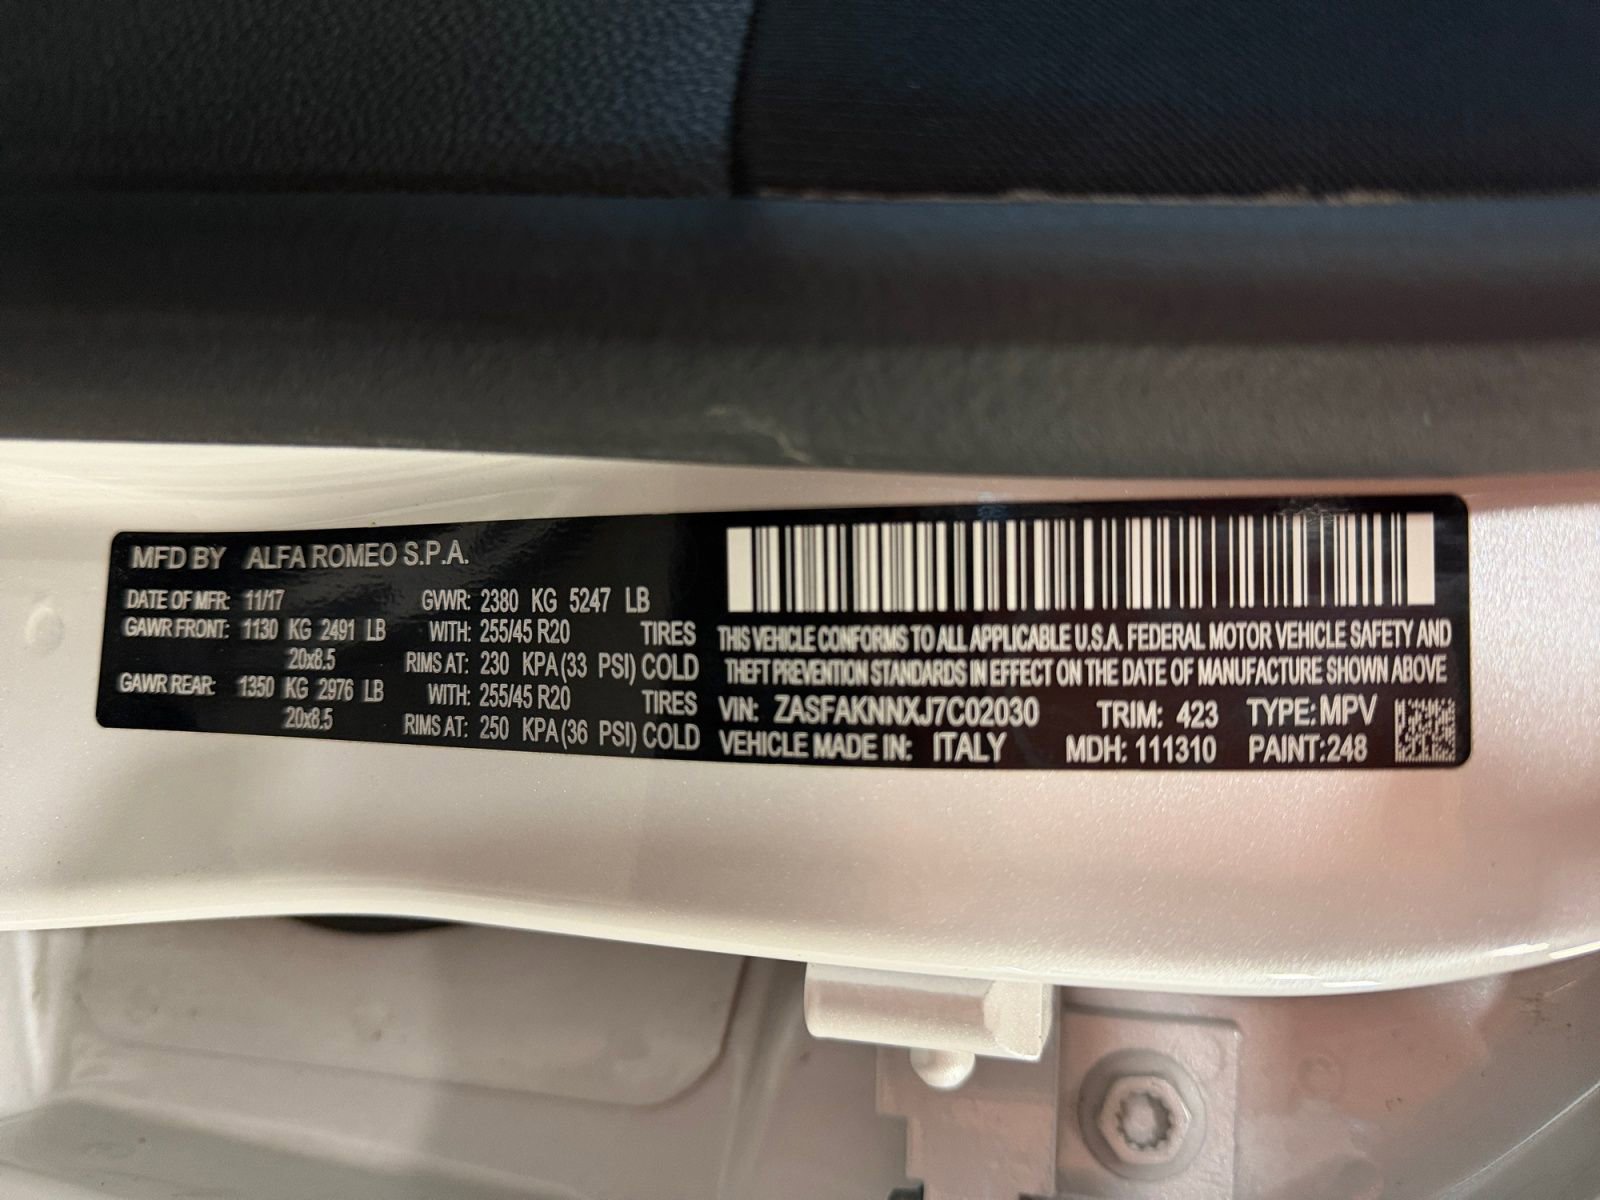 MFD BY ALFA ROMEO S.P.A.
DATE OF MFR: 11/17 GVWR: 2380 KG 5247 LB
GAWR FRONT: 1130 KG 2491 LB WITH: 255/45 R20 TIRES
20x8.5 RIMS AT: 230 KPA(33 PSI) COLD
GAWR REAR: 1350 KG 2976 LB WITH: 255/45 R20 TIRES
20x8.5 RIMS AT: 250 KPA(36 PSI) COLD
THIS VEHICLE CONFORMS TO ALL APPLICABLE U.S.A. FEDERAL MOTOR VEHICLE SAFETY AND
THEFT PREVENTION STANDARDS IN EFFECT ON THE DATE OF MANUFACTURE SHOWN ABOVE
VIN: ZASFAKNNXJ7C02030 TRIM: 423 TYPE: MPV
VEHICLE MADE IN: ITALY MDH: 111310 PAINT:248